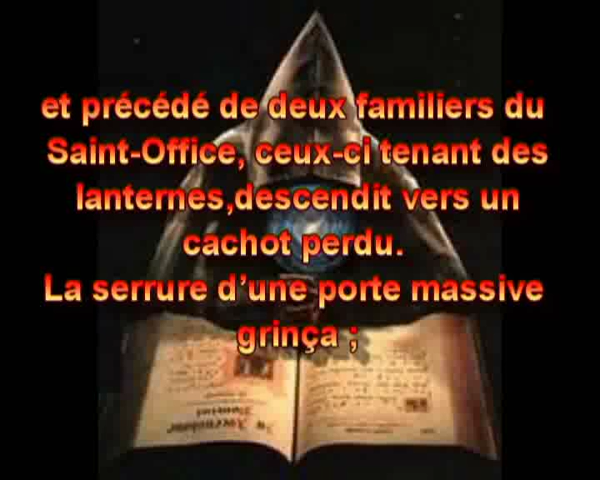 et précédé de deux familiers du
Saint-Office, ceux-ci tenant des
lanternes,descendit vers un
cachot perdu.
La serrure d'une porte massive
grinça ;